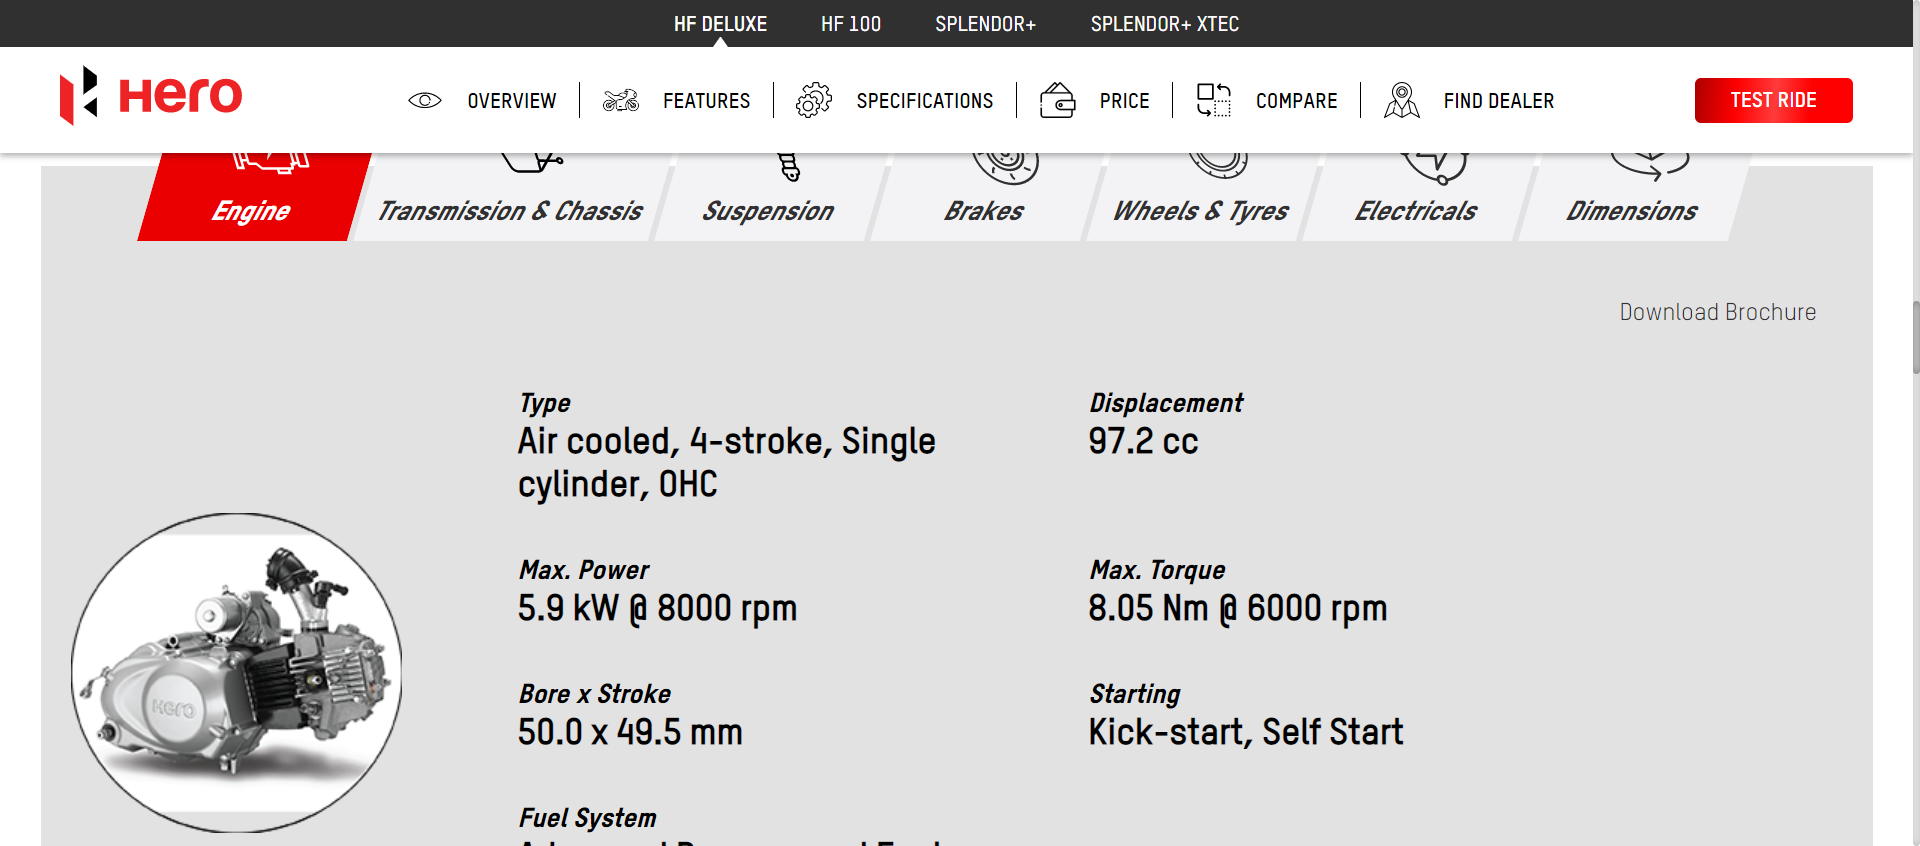 HF DELUXE HF 100 SPLENDOR+ SPLENDOR+ XTEC
Hero OVERVIEW FEATURES SPECIFICATIONS PRICE COMPARE FIND DEALER TEST RIDE
Engine Transmission & Chassis Suspension Brakes Wheels & Tyres Electricals Dimensions
Download Brochure
Type
Air cooled, 4-stroke, Single
cylinder, OHC
Displacement
97.2 cc
Max. Power
5.9 kW @ 8000 rpm
Max. Torque
8.05 Nm @ 6000 rpm
Bore x Stroke
50.0 x 49.5 mm
Starting
Kick-start, Self Start
Hero
Fuel System